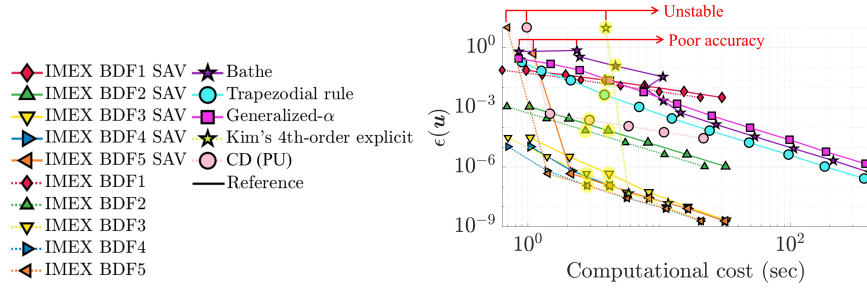 IMEX BDF1 SAV
IMEX BDF2 SAV
IMEX BDF3 SAV
IMEX BDF4 SAV
IMEX BDF5 SAV
IMEX BDF1
IMEX BDF2
IMEX BDF3
IMEX BDF4
IMEX BDF5
Bathe
Trapezodial rule
Generalized-α
Kim's 4th-order explicit
CD (PU)
Reference
Unstable
Poor accuracy
ϵ(u)
10^0
10^-3
10^-6
10^-9
10^0
10^2
Computational cost (sec)